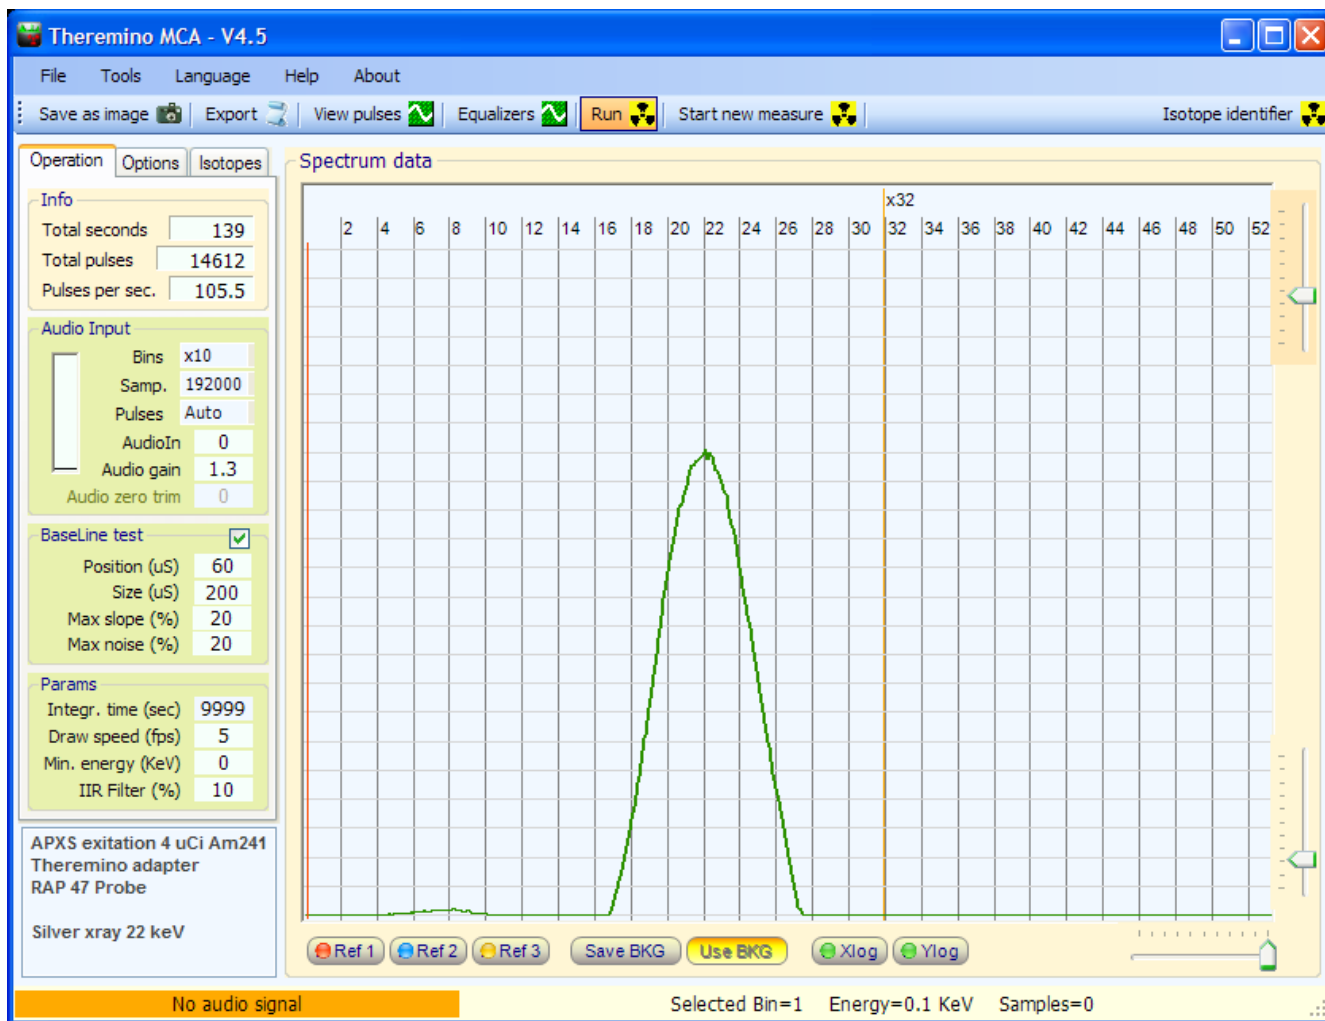 Theremino MCA - V4.5
File Tools Language Help About
Save as image Export View pulses Equalizers Run Start new measure Isotope identifier
Operation Options Isotopes
Info
Total seconds 139
Total pulses 14612
Pulses per sec. 105.5
Audio Input
Bins x10
Samp. 192000
Pulses Auto
AudioIn 0
Audio gain 1.3
Audio zero trim 0
BaseLine test
Position (uS) 60
Size (uS) 200
Max slope (%) 20
Max noise (%) 20
Params
Integr. time (sec) 9999
Draw speed (fps) 5
Min. energy (KeV) 0
IIR Filter (%) 10
APXS exitation 4 uCi Am241
Theremino adapter
RAP 47 Probe
Silver xray 22 keV
Spectrum data
x32
2 4 6 8 10 12 14 16 18 20 22 24 26 28 30 32 34 36 38 40 42 44 46 48 50 52
Ref 1 Ref 2 Ref 3 Save BKG Use BKG Xlog Ylog
No audio signal Selected Bin=1 Energy=0.1 KeV Samples=0